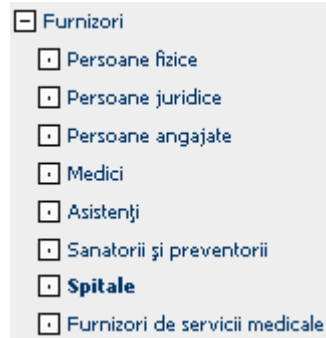 Furnizori
Persoane fizice
Persoane juridice
Persoane angajate
Medici
Asistenţi
Sanatorii şi preventorii
Spitale
Furnizori de servicii medicale